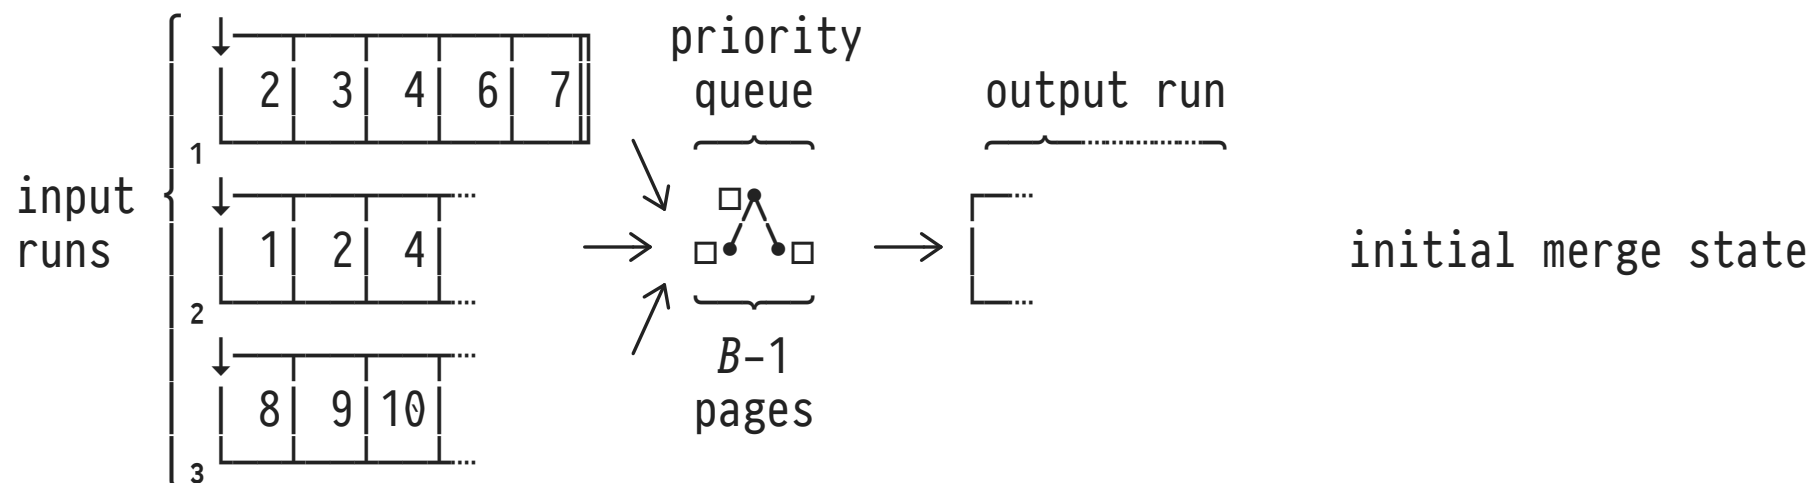 priority
queue
output run
2 3 4 6 7
1
input
runs
1 2 4
2
initial merge state
B–1
pages
8 9 10
3